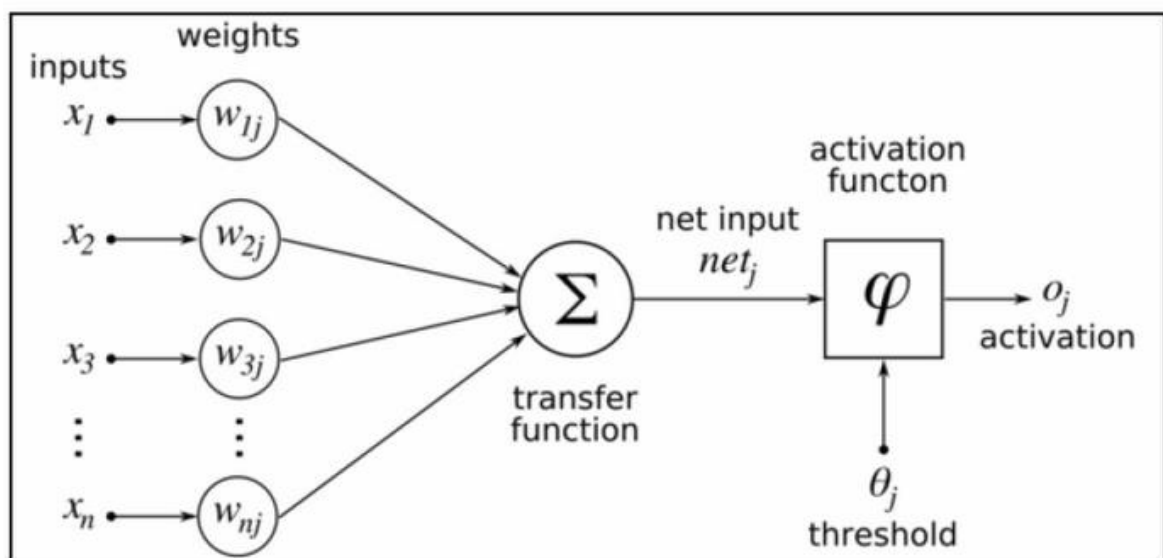 weights
inputs
x1
w1j
x2
w2j
x3
w3j
⋮
⋮
xn
wnj
Σ
transfer
function
net input
netj
activation
functon
φ
oj
activation
θj
threshold